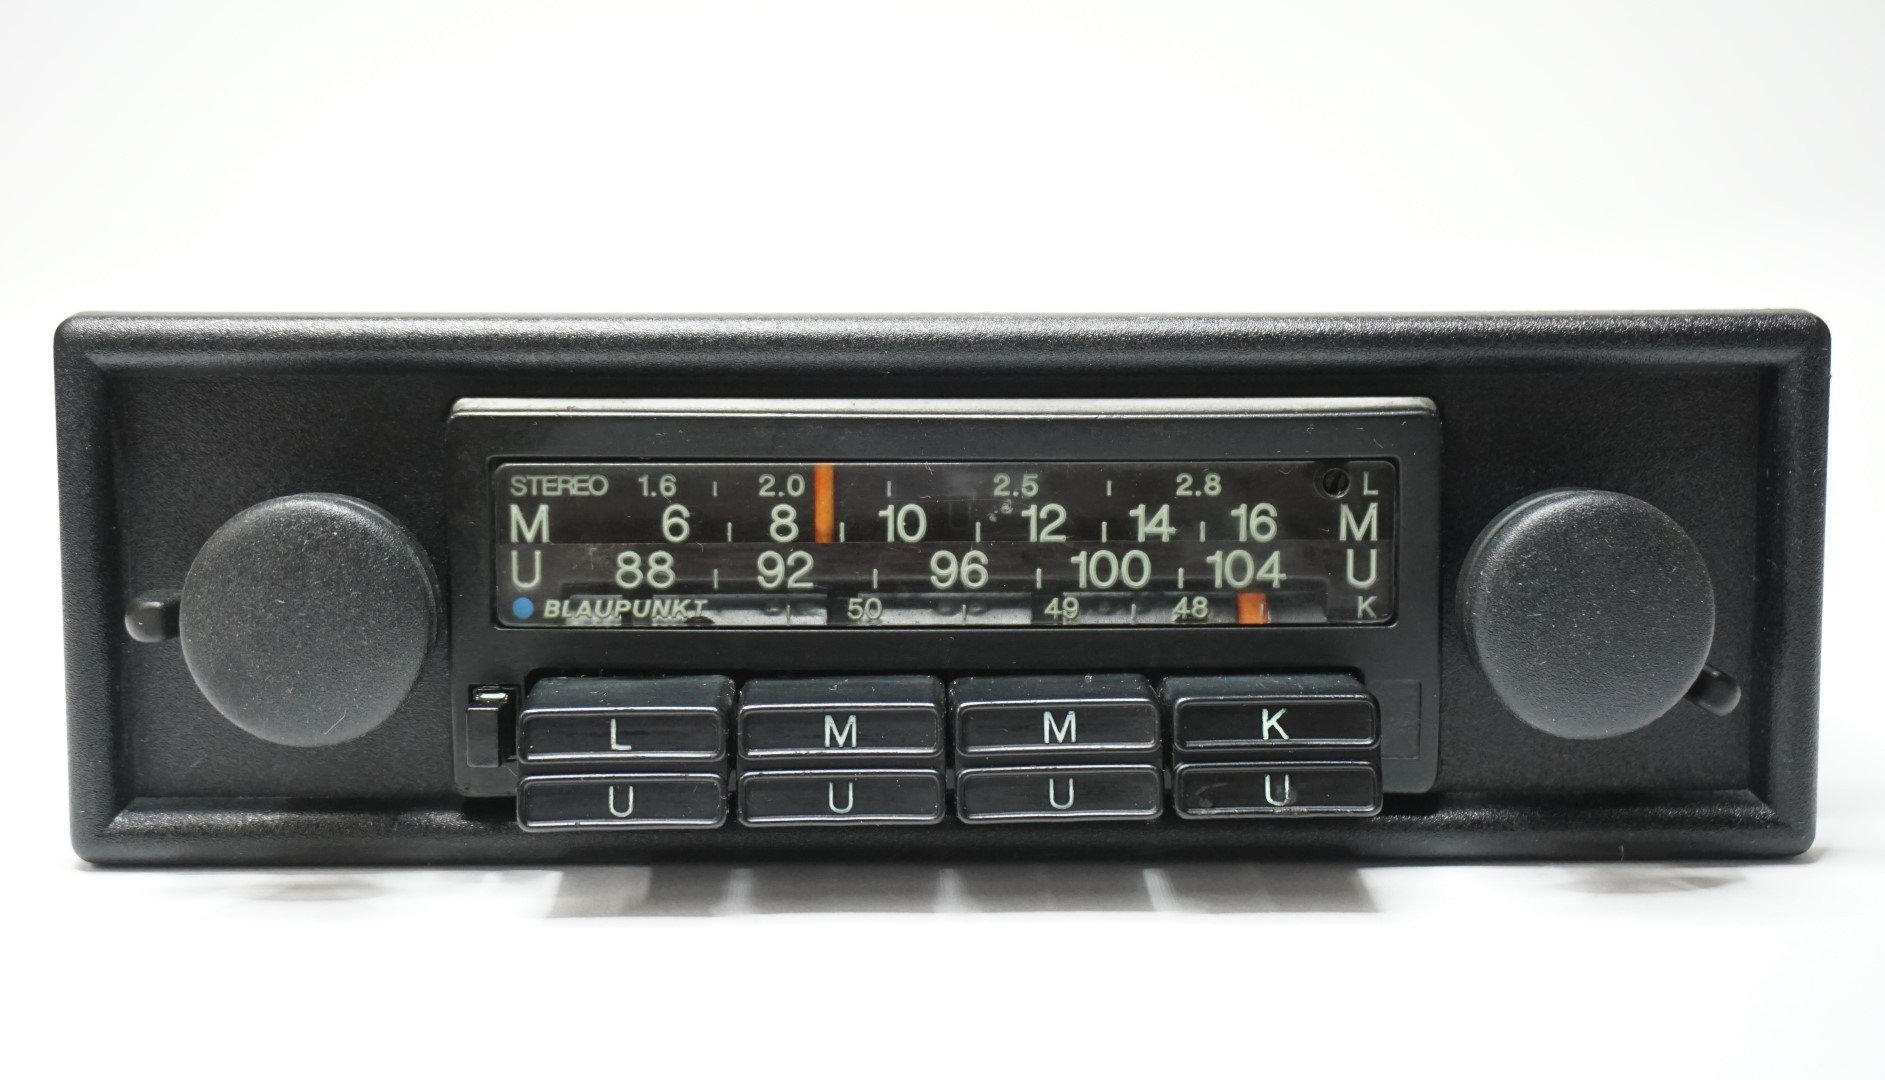 STEREO 1.6 2.0 2.5 2.8 L
M 6 8 10 12 14 16 M
U 88 92 96 100 104 U
BLAUPUNKT 50 49 48 K
L M M K
U U U U